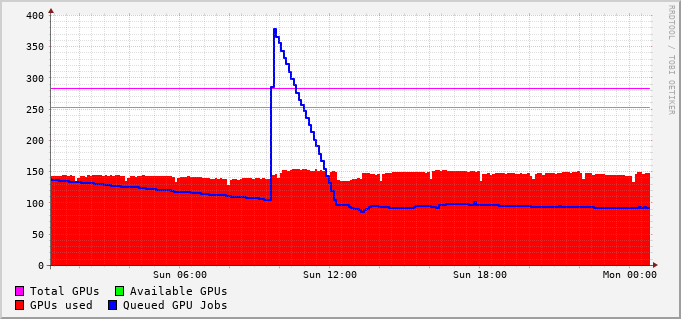 400
350
300
250
200
150
100
50
0
Sun 06:00 Sun 12:00 Sun 18:00 Mon 00:00
Total GPUs Available GPUs
GPUs used Queued GPU Jobs
RRDTOOL / TOBI OETIKER